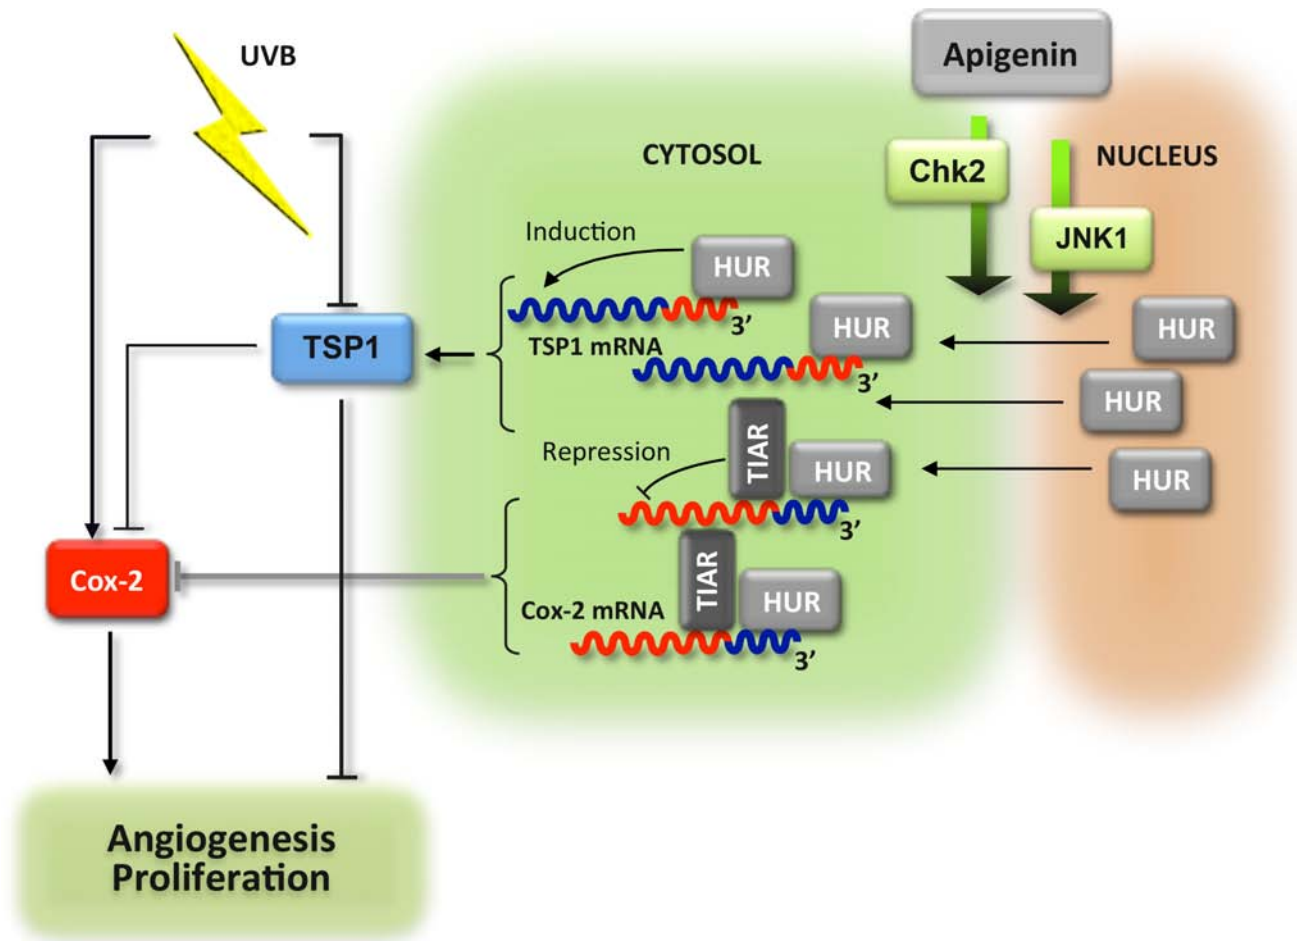 UVB
Apigenin
CYTOSOL
Chk2
NUCLEUS
JNK1
Induction
HUR
3’
TSP1 mRNA
HUR
3’
HUR
HUR
HUR
TSP1
Repression
TIAR
HUR
3’
Cox-2
TIAR
HUR
Cox-2 mRNA
3’
Angiogenesis
Proliferation